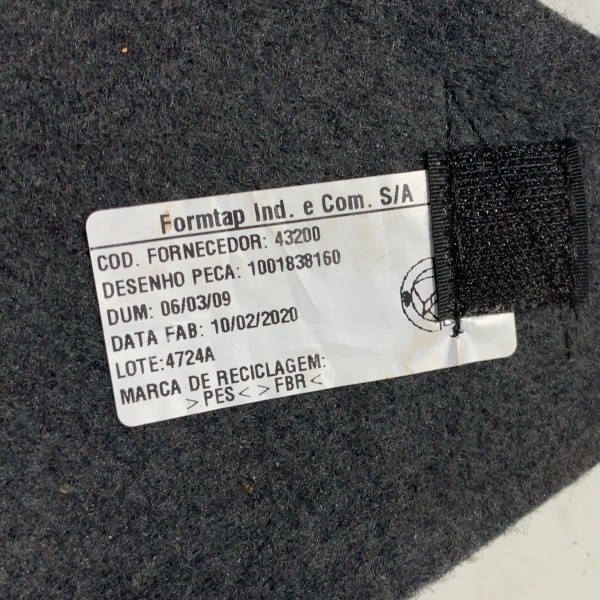 Formtap Ind. e Com. S/A
COD. FORNECEDOR: 43200
DESENHO PECA: 1001838160
DUM: 06/03/09
DATA FAB: 10/02/2020
LOTE:4724A
MARCA DE RECICLAGEM:
>PES< >FBR<